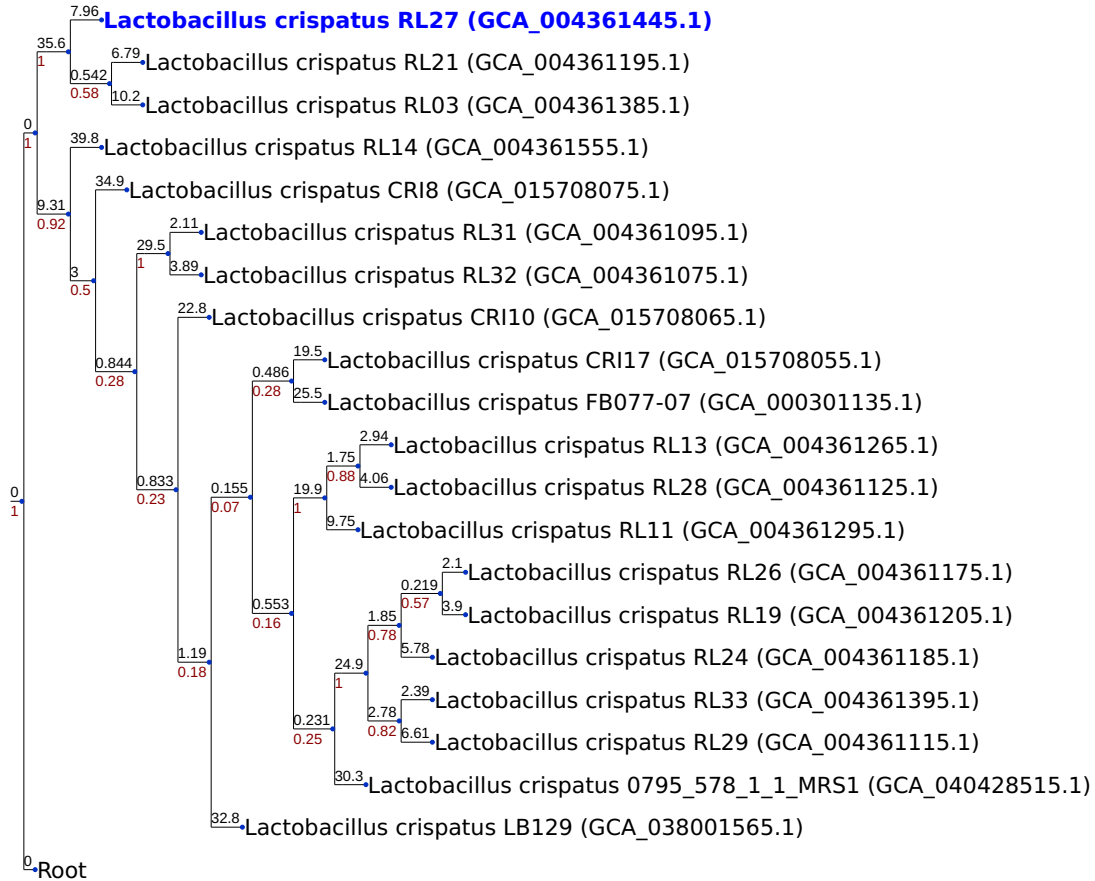 7.96
Lactobacillus crispatus RL27 (GCA_004361445.1)
35.6
1
6.79
Lactobacillus crispatus RL21 (GCA_004361195.1)
0.542
0.58
10.2
Lactobacillus crispatus RL03 (GCA_004361385.1)
0
1
39.8
Lactobacillus crispatus RL14 (GCA_004361555.1)
34.9
Lactobacillus crispatus CRI8 (GCA_015708075.1)
9.31
0.92
2.11
Lactobacillus crispatus RL31 (GCA_004361095.1)
29.5
1
3.89
Lactobacillus crispatus RL32 (GCA_004361075.1)
3
0.5
22.8
Lactobacillus crispatus CRI10 (GCA_015708065.1)
19.5
Lactobacillus crispatus CRI17 (GCA_015708055.1)
0.844
0.28
0.486
0.28
25.5
Lactobacillus crispatus FB077-07 (GCA_000301135.1)
2.94
Lactobacillus crispatus RL13 (GCA_004361265.1)
1.75
0.88
4.06
Lactobacillus crispatus RL28 (GCA_004361125.1)
0.833
0.23
0.155
0.07
19.9
1
0
1
9.75
Lactobacillus crispatus RL11 (GCA_004361295.1)
2.1
Lactobacillus crispatus RL26 (GCA_004361175.1)
0.219
0.57
3.9
Lactobacillus crispatus RL19 (GCA_004361205.1)
0.553
0.16
1.85
0.78
5.78
Lactobacillus crispatus RL24 (GCA_004361185.1)
1.19
0.18
24.9
1
2.39
Lactobacillus crispatus RL33 (GCA_004361395.1)
2.78
0.82
6.61
Lactobacillus crispatus RL29 (GCA_004361115.1)
0.231
0.25
30.3
Lactobacillus crispatus 0795_578_1_1_MRS1 (GCA_040428515.1)
32.8
Lactobacillus crispatus LB129 (GCA_038001565.1)
0
Root